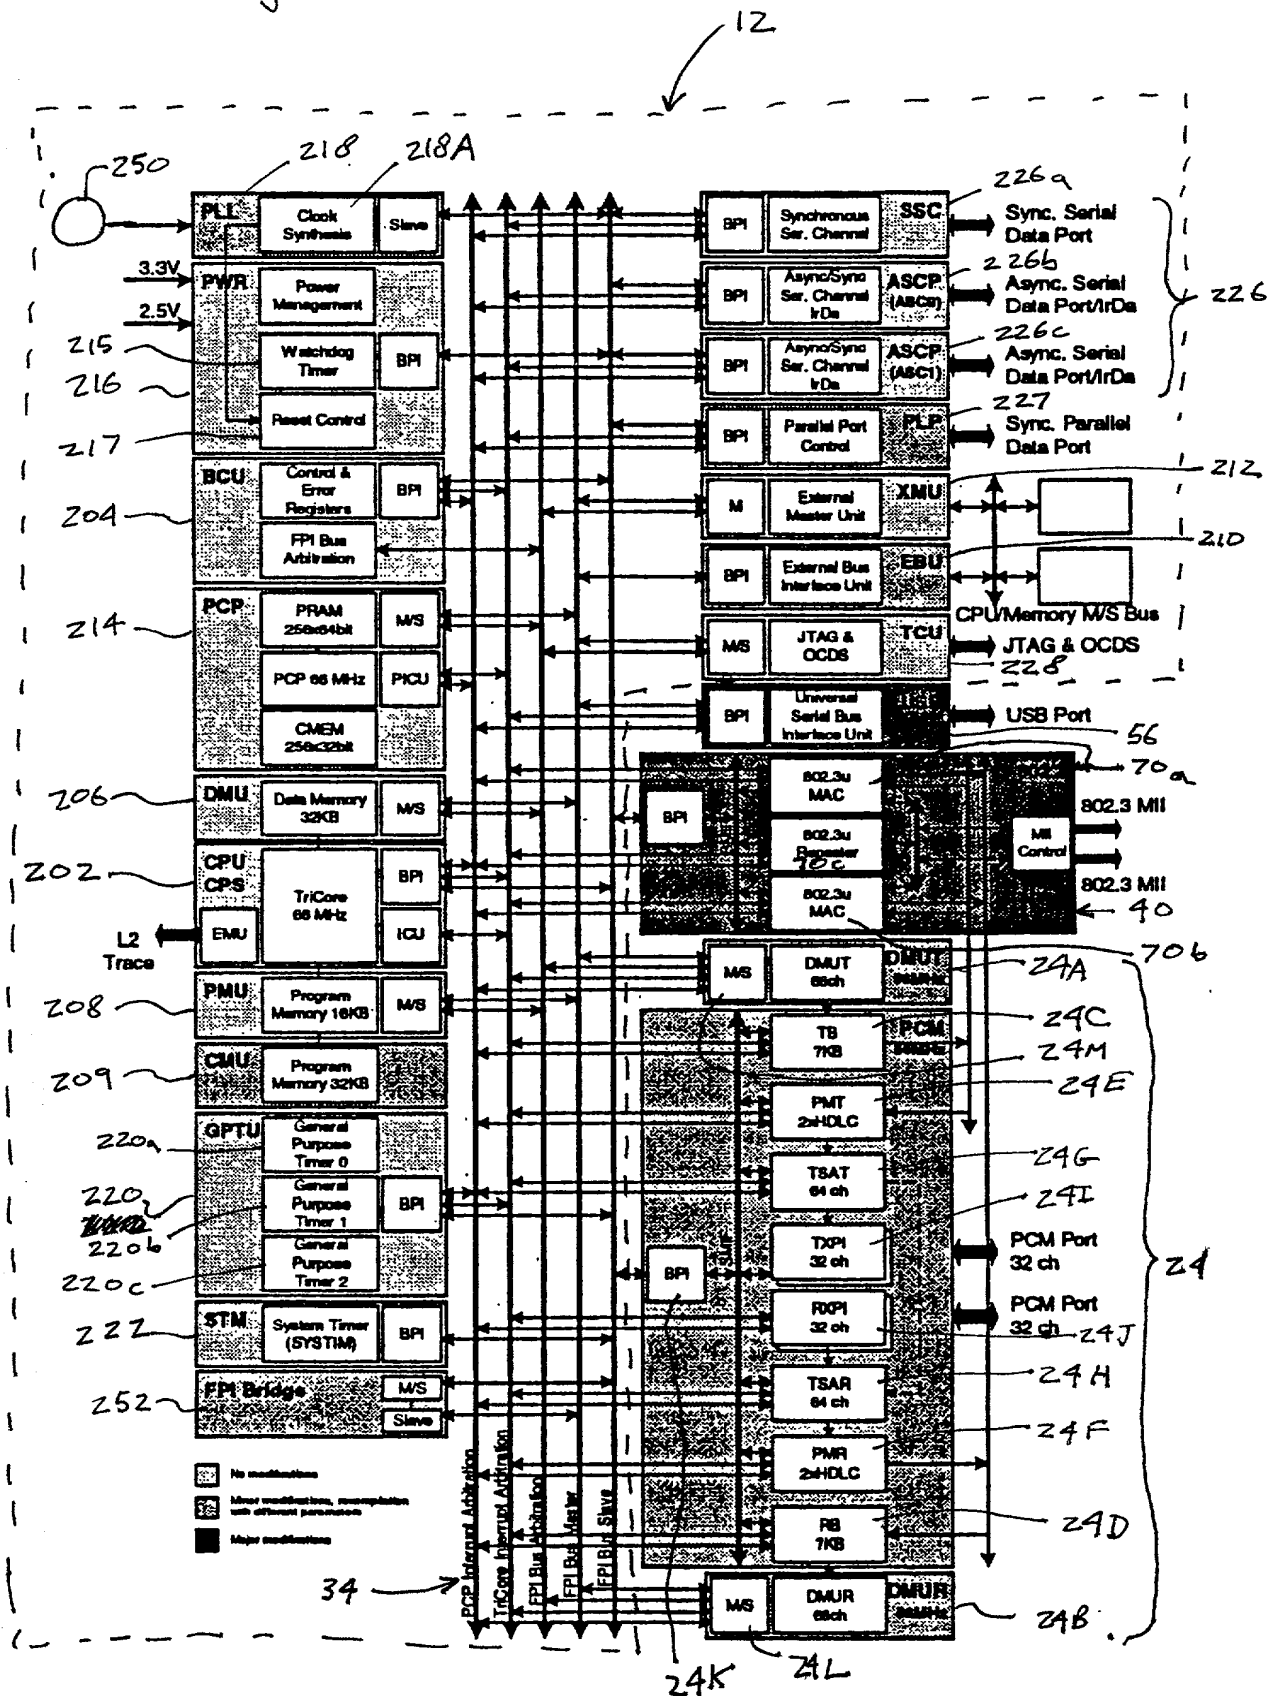 12
250
218
218A
PLL
Clock
Synthesis
Slave
3.3V
2.5V
PWR
Power
Management
215
Watchdog
Timer
BPI
216
217
Reset Control
BCU
Control &
Error
Registers
BPI
204
FPI Bus
Arbitration
PCP
PRAM
256x64bit
M/S
214
PCP 66 MHz
PICU
CMEM
256x32bit
206
DMU
Data Memory
32KB
M/S
202
CPU
CPS
TriCore
66 MHz
BPI
EMU
ICU
L2
Trace
208
PMU
Program
Memory 16KB
M/S
209
CMU
Program
Memory 32KB
GPTU
220a
General
Purpose
Timer 0
220
220b
General
Purpose
Timer 1
BPI
220c
General
Purpose
Timer 2
222
STM
System Timer
(SYSTIM)
BPI
252
FPI Bridge
M/S
Slave
No modifications
Minor modifications, recompilation
with different parameters
Major modifications
34
PCP Interrupt Arbitration
TriCore Interrupt Arbitration
FPI Bus Arbitration
FPI Bus Master
FPI Bus Slave
BPI
Synchronous
Ser. Channel
SSC
226a
Sync. Serial
Data Port
BPI
Async/Sync
Ser. Channel
IrDa
ASCP
(ASC0)
226b
Async. Serial
Data Port/IrDa
226
BPI
Async/Sync
Ser. Channel
IrDa
ASCP
(ASC1)
226c
Async. Serial
Data Port/IrDa
BPI
Parallel Port
Control
PLP
227
Sync. Parallel
Data Port
M
External
Master Unit
XMU
212
BPI
External Bus
Interface Unit
EBU
210
CPU/Memory M/S Bus
M/S
JTAG &
OCDS
TCU
JTAG & OCDS
228
BPI
Universal
Serial Bus
Interface Unit
USB Port
56
BPI
802.3u
MAC
70a
802.3u
Repeater
70c
MII
Control
802.3 MII
802.3 MII
802.3u
MAC
40
70b
M/S
DMUT
66ch
DMUT
24A
TB
7KB
PCM
24C
24M
PMT
2xHDLC
24E
TSAT
64 ch
24G
BPI
SMIF
TXPI
32 ch
24I
PCM Port
32 ch
24
RXPI
32 ch
PCM Port
32 ch
24J
TSAR
64 ch
24H
PMR
2xHDLC
24F
RB
7KB
24D
M/S
DMUR
66ch
DMUR
24B
24K
24L